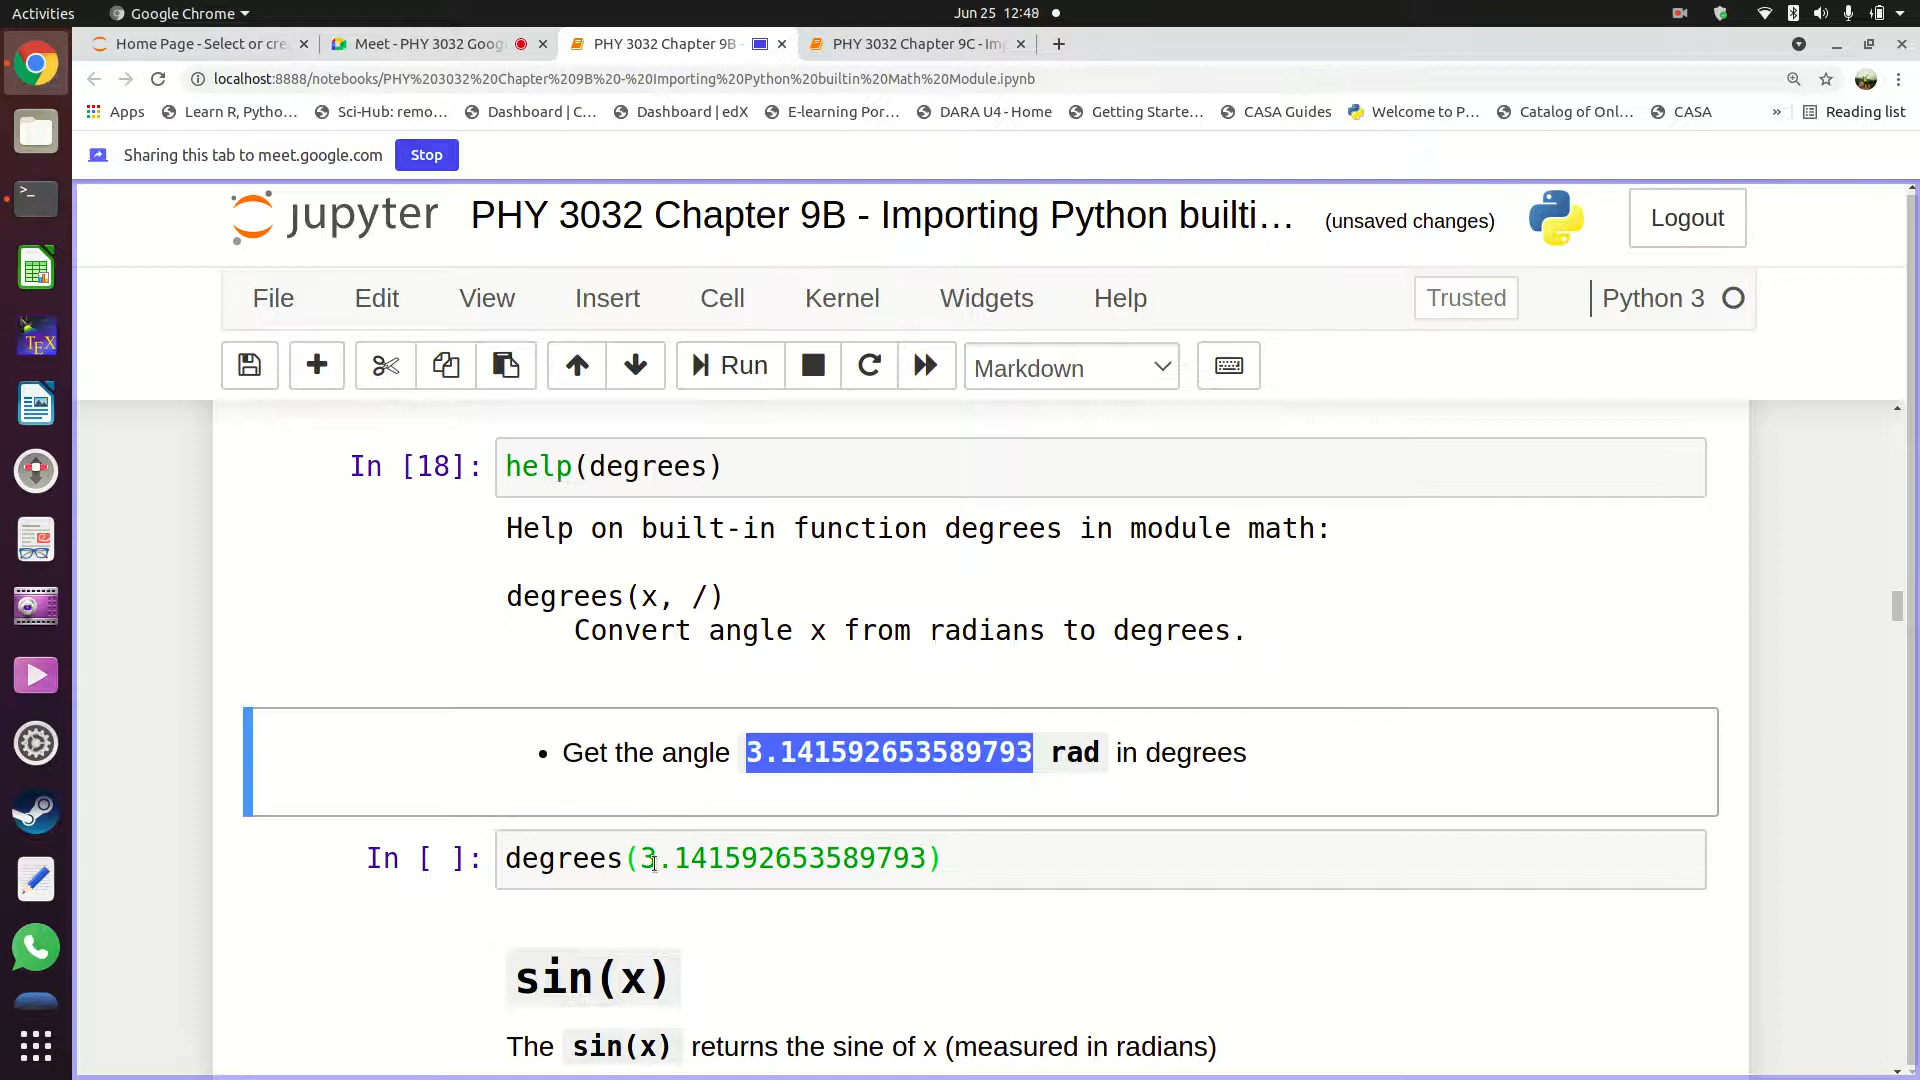 Activities
Google Chrome
Jun 25 12:48
Home Page - Select or cre
Meet - PHY 3032 Goog
PHY 3032 Chapter 9B -
PHY 3032 Chapter 9C - Im
localhost:8888/notebooks/PHY%203032%20Chapter%209B%20-%20Importing%20Python%20builtin%20Math%20Module.ipynb
Apps
Learn R, Pytho...
Sci-Hub: remo...
Dashboard | C...
Dashboard | edX
E-learning Por...
DARA U4 - Home
Getting Starte...
CASA Guides
Welcome to P...
Catalog of Onl...
CASA
»
Reading list
Sharing this tab to meet.google.com
Stop
jupyter
PHY 3032 Chapter 9B - Importing Python builti...
(unsaved changes)
Logout
File
Edit
View
Insert
Cell
Kernel
Widgets
Help
Trusted
Python 3
Run
Markdown
In [18]: help(degrees)
Help on built-in function degrees in module math:
degrees(x, /)
Convert angle x from radians to degrees.
• Get the angle 3.141592653589793 rad in degrees
In [ ]: degrees(3.141592653589793)
sin(x)
The sin(x) returns the sine of x (measured in radians)
TEX
>_